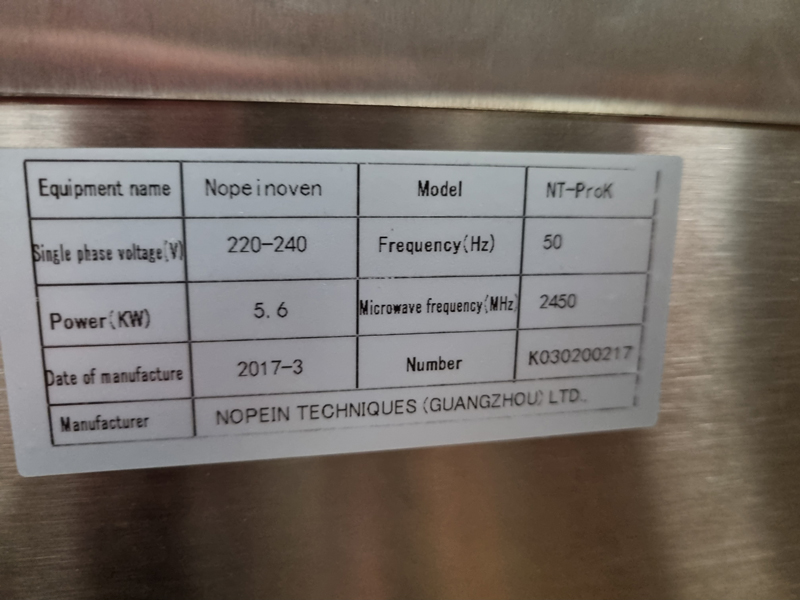 Equipment name Nopeinoven Model NT-ProK
Single phase voltage(V) 220-240 Frequency(Hz) 50
Power(KW) 5.6 Microwave frequency(MHz) 2450
Date of manufacture 2017-3 Number K030200217
Manufacturer NOPEIN TECHNIQUES (GUANGZHOU) LTD..